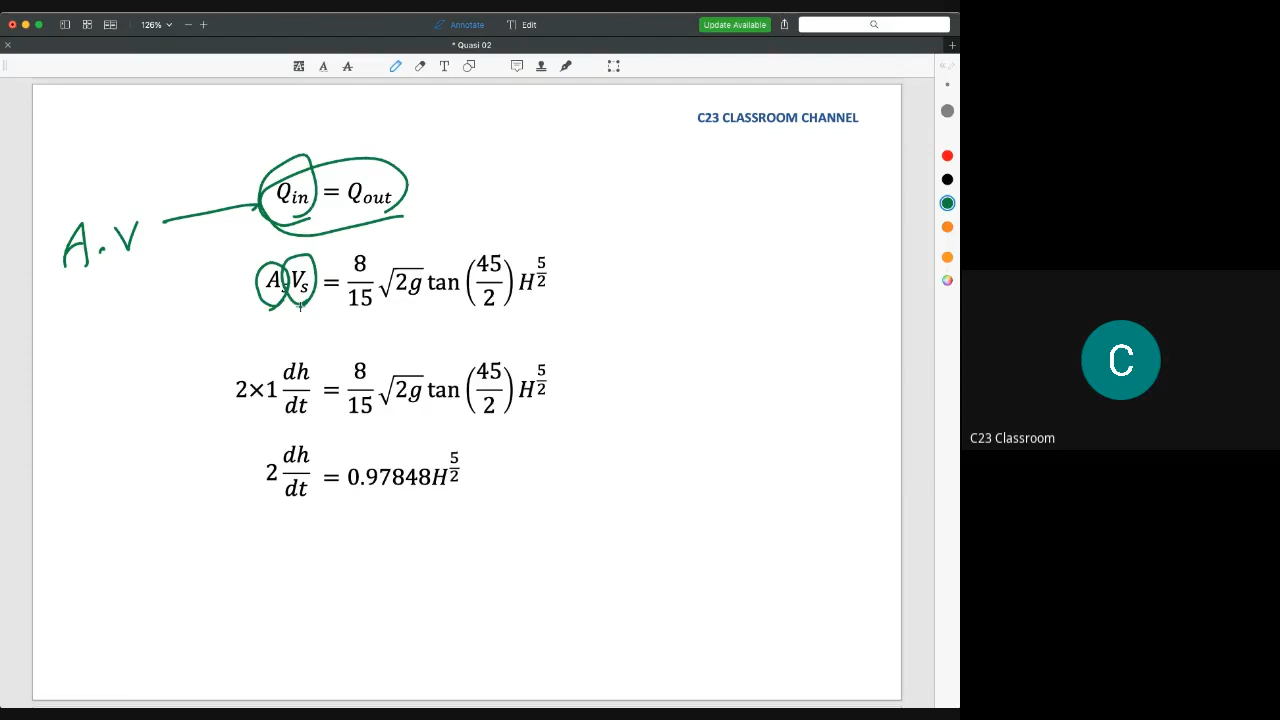 126%
Annotate
Edit
Update Available
* Quasi 02
C23 CLASSROOM CHANNEL
Q_in = Q_out
A.V
A_sV_s = 8/15 √2g tan (45/2) H^5/2
2×1 dh/dt = 8/15 √2g tan (45/2) H^5/2
2 dh/dt = 0.97848H^5/2
C
C23 Classroom